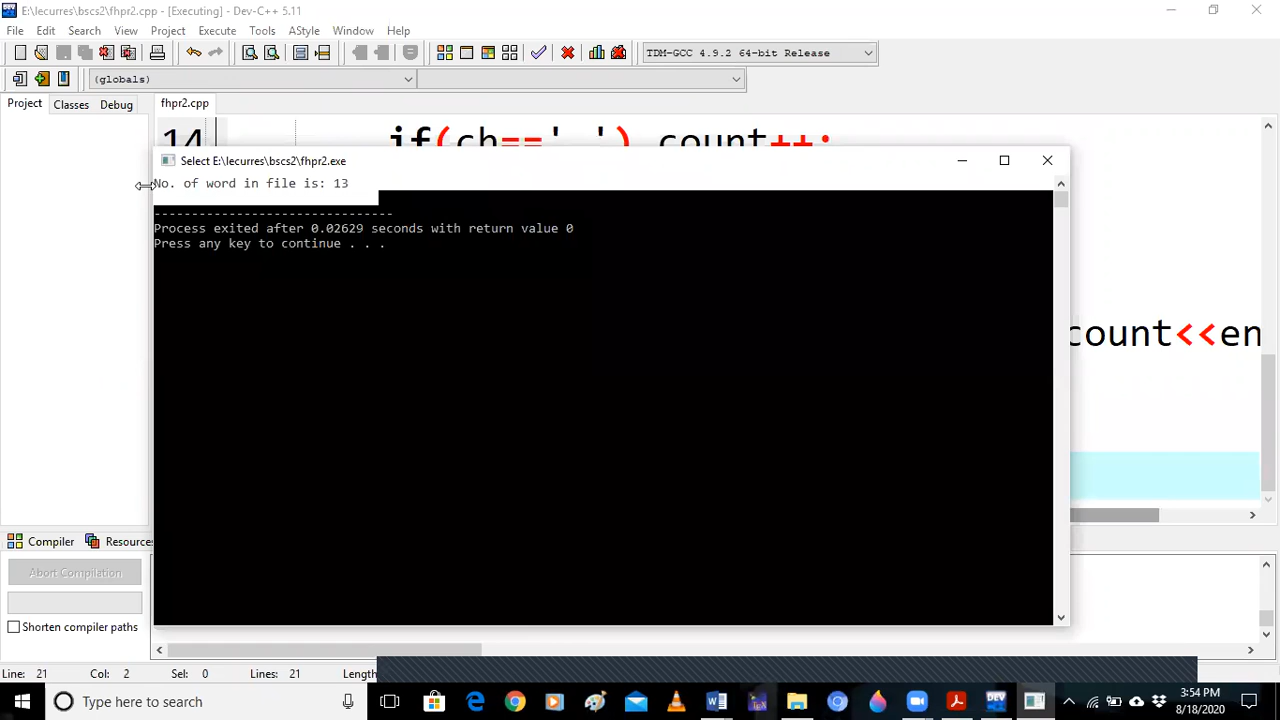 E:\lecurres\bscs2\fhpr2.cpp - [Executing] - Dev-C++ 5.11
File Edit Search View Project Execute Tools AStyle Window Help
TDM-GCC 4.9.2 64-bit Release
(globals)
Project Classes Debug
fhpr2.cpp
14 if(ch==' ') count++;
Select E:\lecurres\bscs2\fhpr2.exe
No. of word in file is: 13
--------------------------------
Process exited after 0.02629 seconds with return value 0
Press any key to continue . . .
count<<en
Compiler Resources
Abort Compilation
Shorten compiler paths
Line: 21 Col: 2 Sel: 0 Lines: 21 Length
Type here to search
3:54 PM
8/18/2020